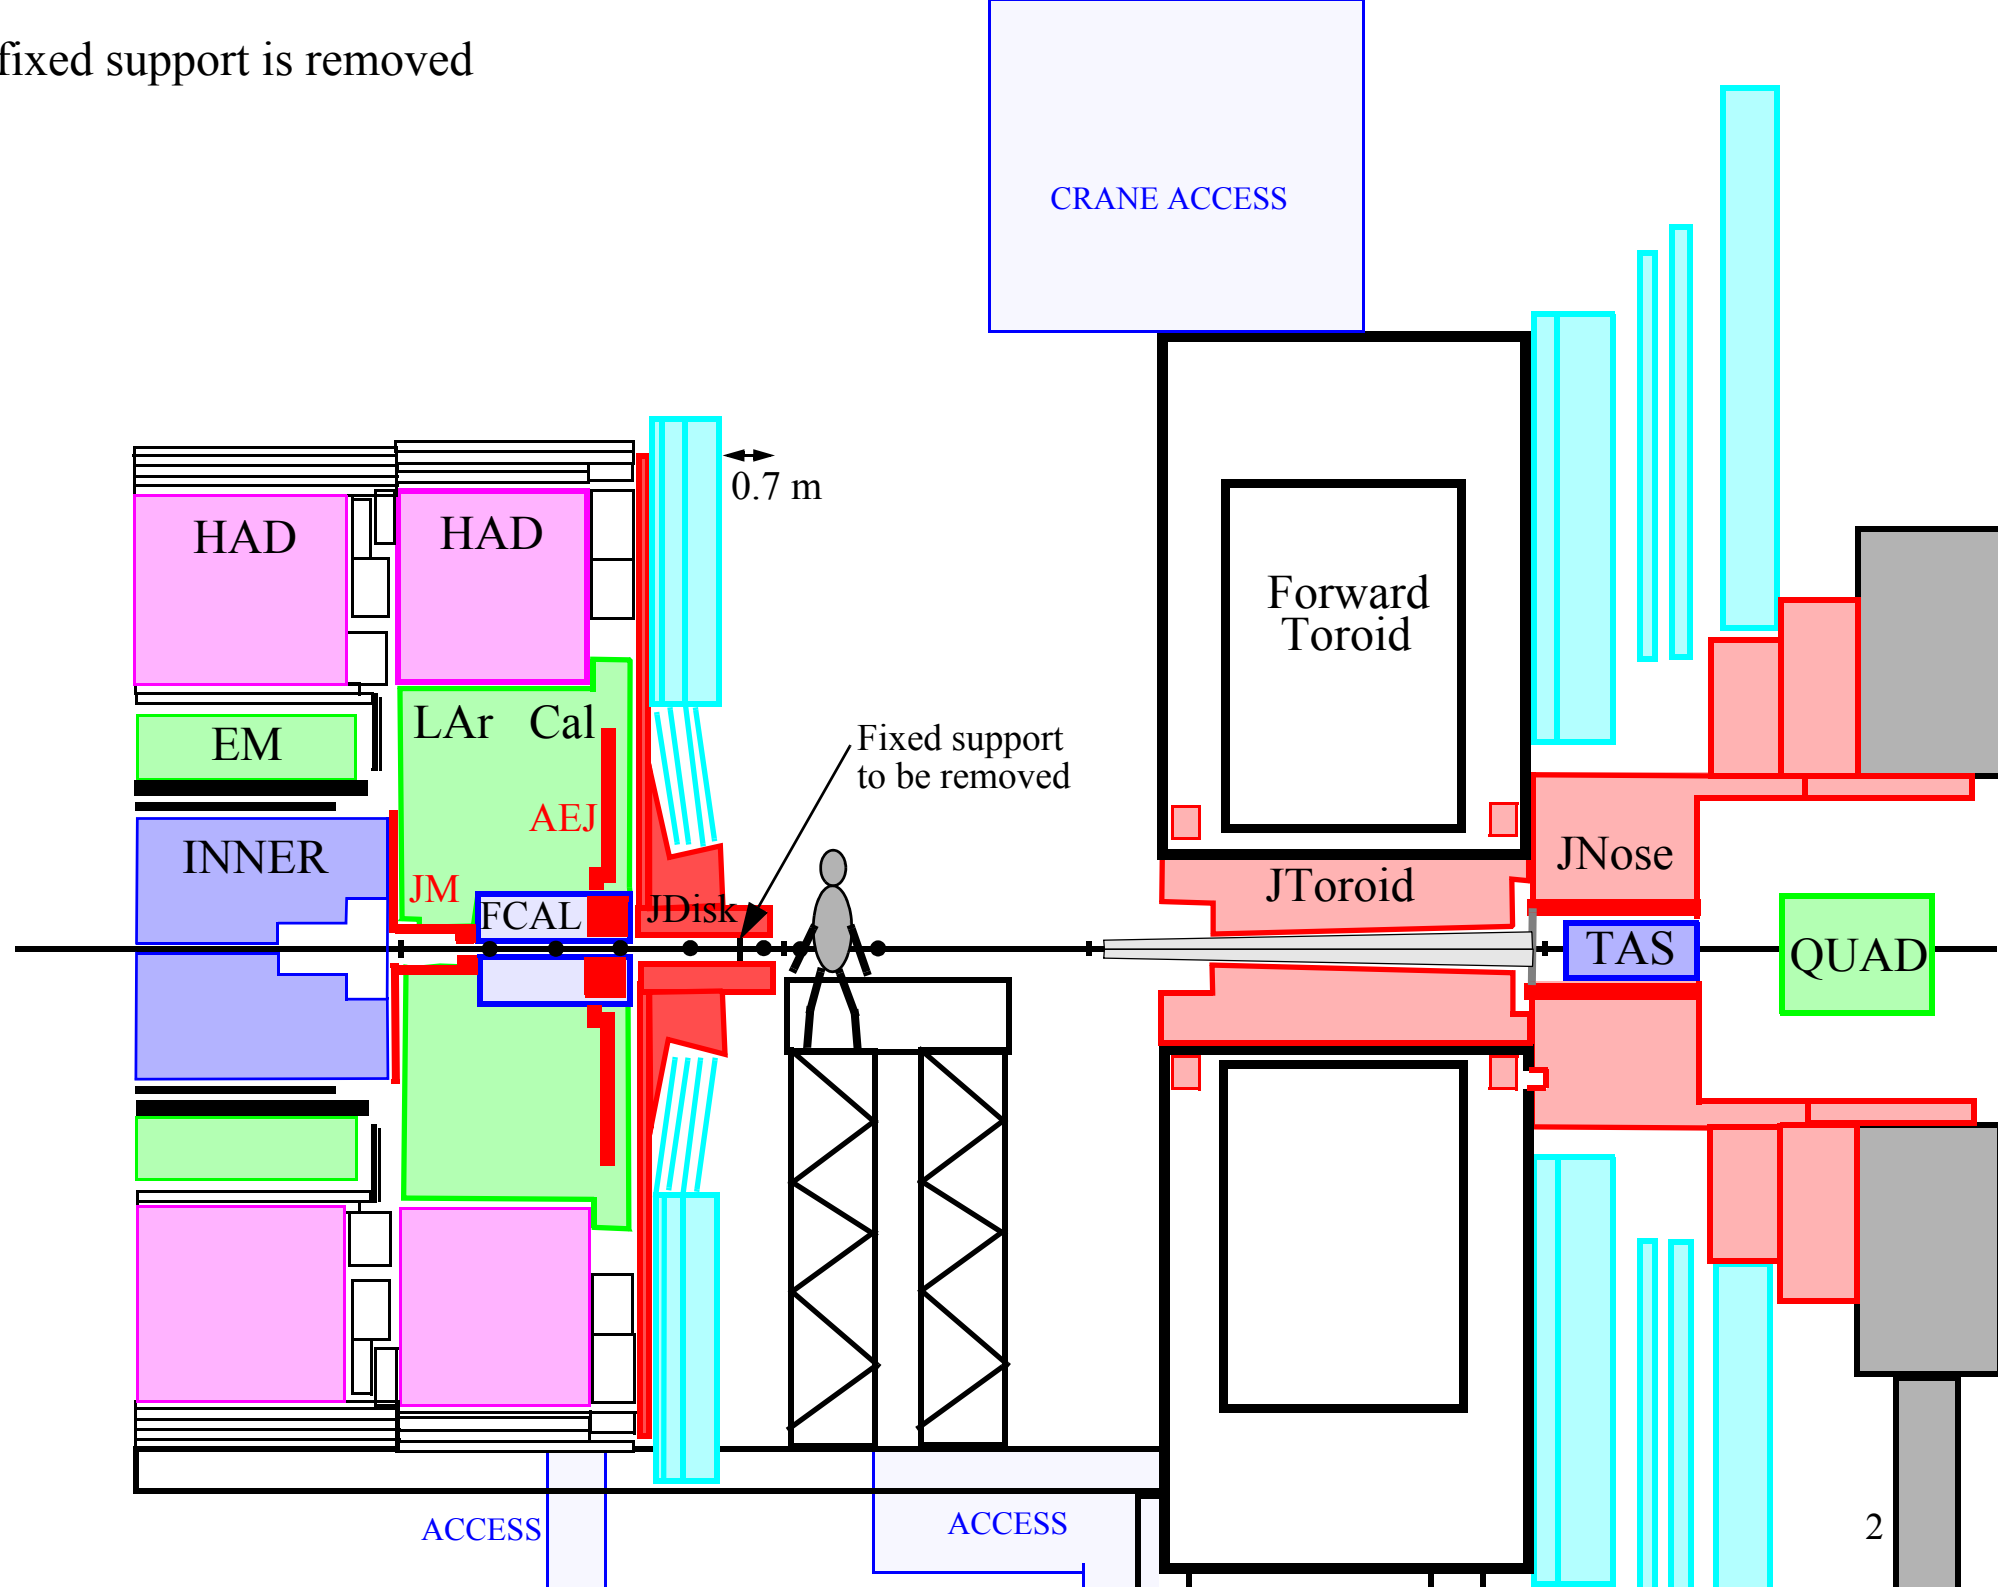 fixed support is removed
CRANE ACCESS
0.7 m
HAD
HAD
Forward
Toroid
LAr Cal
EM
Fixed support
to be removed
AEJ
INNER
JM
FCAL
JDisk
JToroid
JNose
TAS
QUAD
ACCESS
ACCESS
2